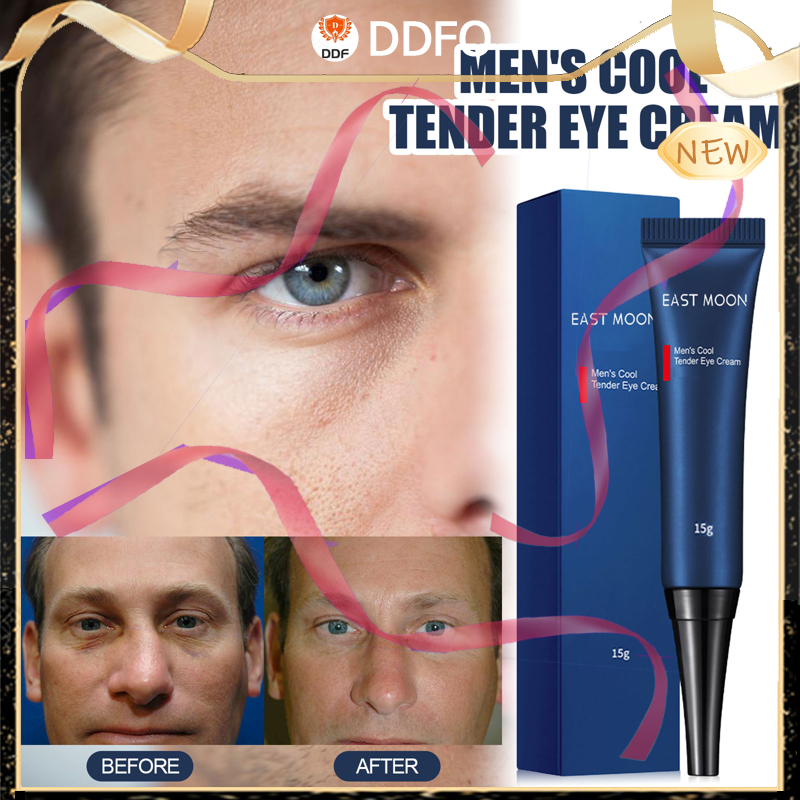 DDF
DDFO
MEN'S COOL
TENDER EYE CREAM
NEW
EAST MOON
Men's Cool
Tender Eye Crea
15g
EAST MOON
Men's Cool
Tender Eye Cream
15g
BEFORE
AFTER